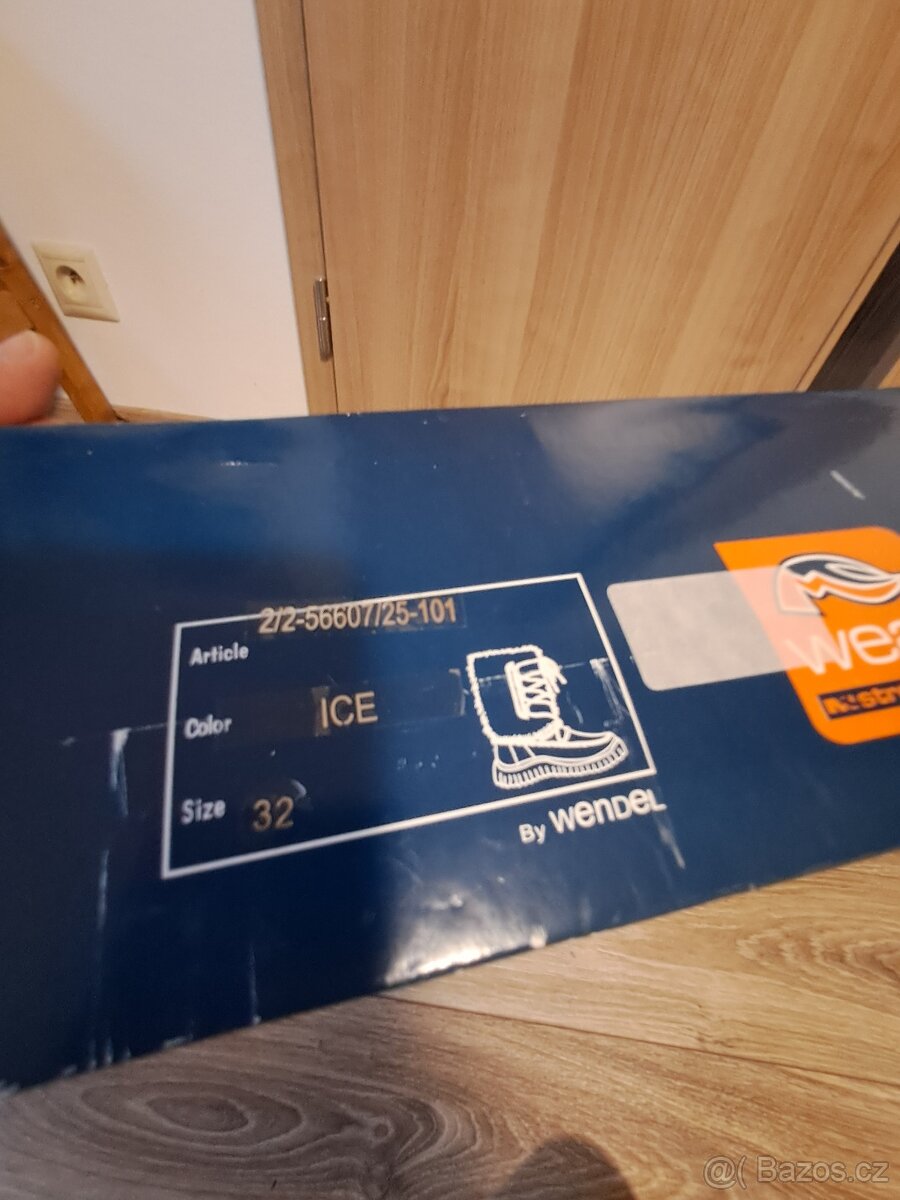 Article 2/2-56607/25-101
Color ICE
Size 32
By WENDEL
@( Bazos.cz